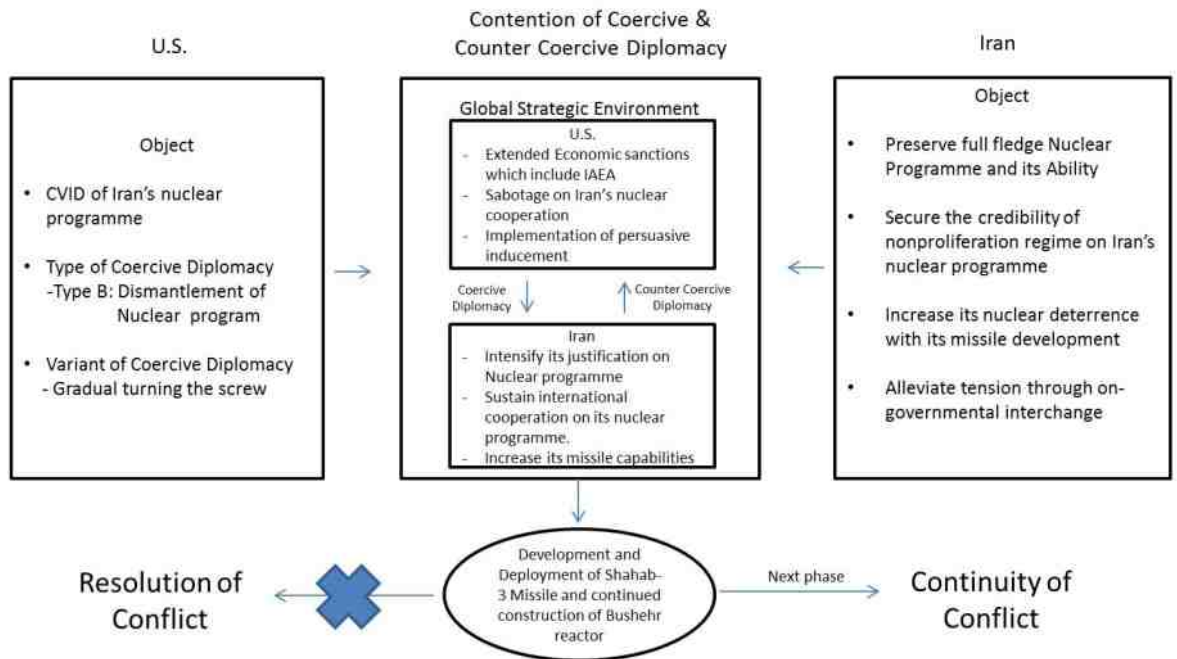 U.S.
Contention of Coercive &
Counter Coercive Diplomacy
Iran
Object
• CVID of Iran's nuclear
programme
• Type of Coercive Diplomacy
-Type B: Dismantlement of
Nuclear program
• Variant of Coercive Diplomacy
- Gradual turning the screw
Global Strategic Environment
U.S.
- Extended Economic sanctions
which include IAEA
- Sabotage on Iran's nuclear
cooperation
- Implementation of persuasive
inducement
Coercive
Diplomacy
Counter Coercive
Diplomacy
Iran
- Intensify its justification on
Nuclear programme
- Sustain international
cooperation on its nuclear
programme.
- Increase its missile capabilities
Object
• Preserve full fledge Nuclear
Programme and its Ability
• Secure the credibility of
nonproliferation regime on Iran's
nuclear programme
• Increase its nuclear deterrence
with its missile development
• Alleviate tension through on-
governmental interchange
Resolution of
Conflict
Development and
Deployment of Shahab-
3 Missile and continued
construction of Bushehr
reactor
Next phase
Continuity of
Conflict